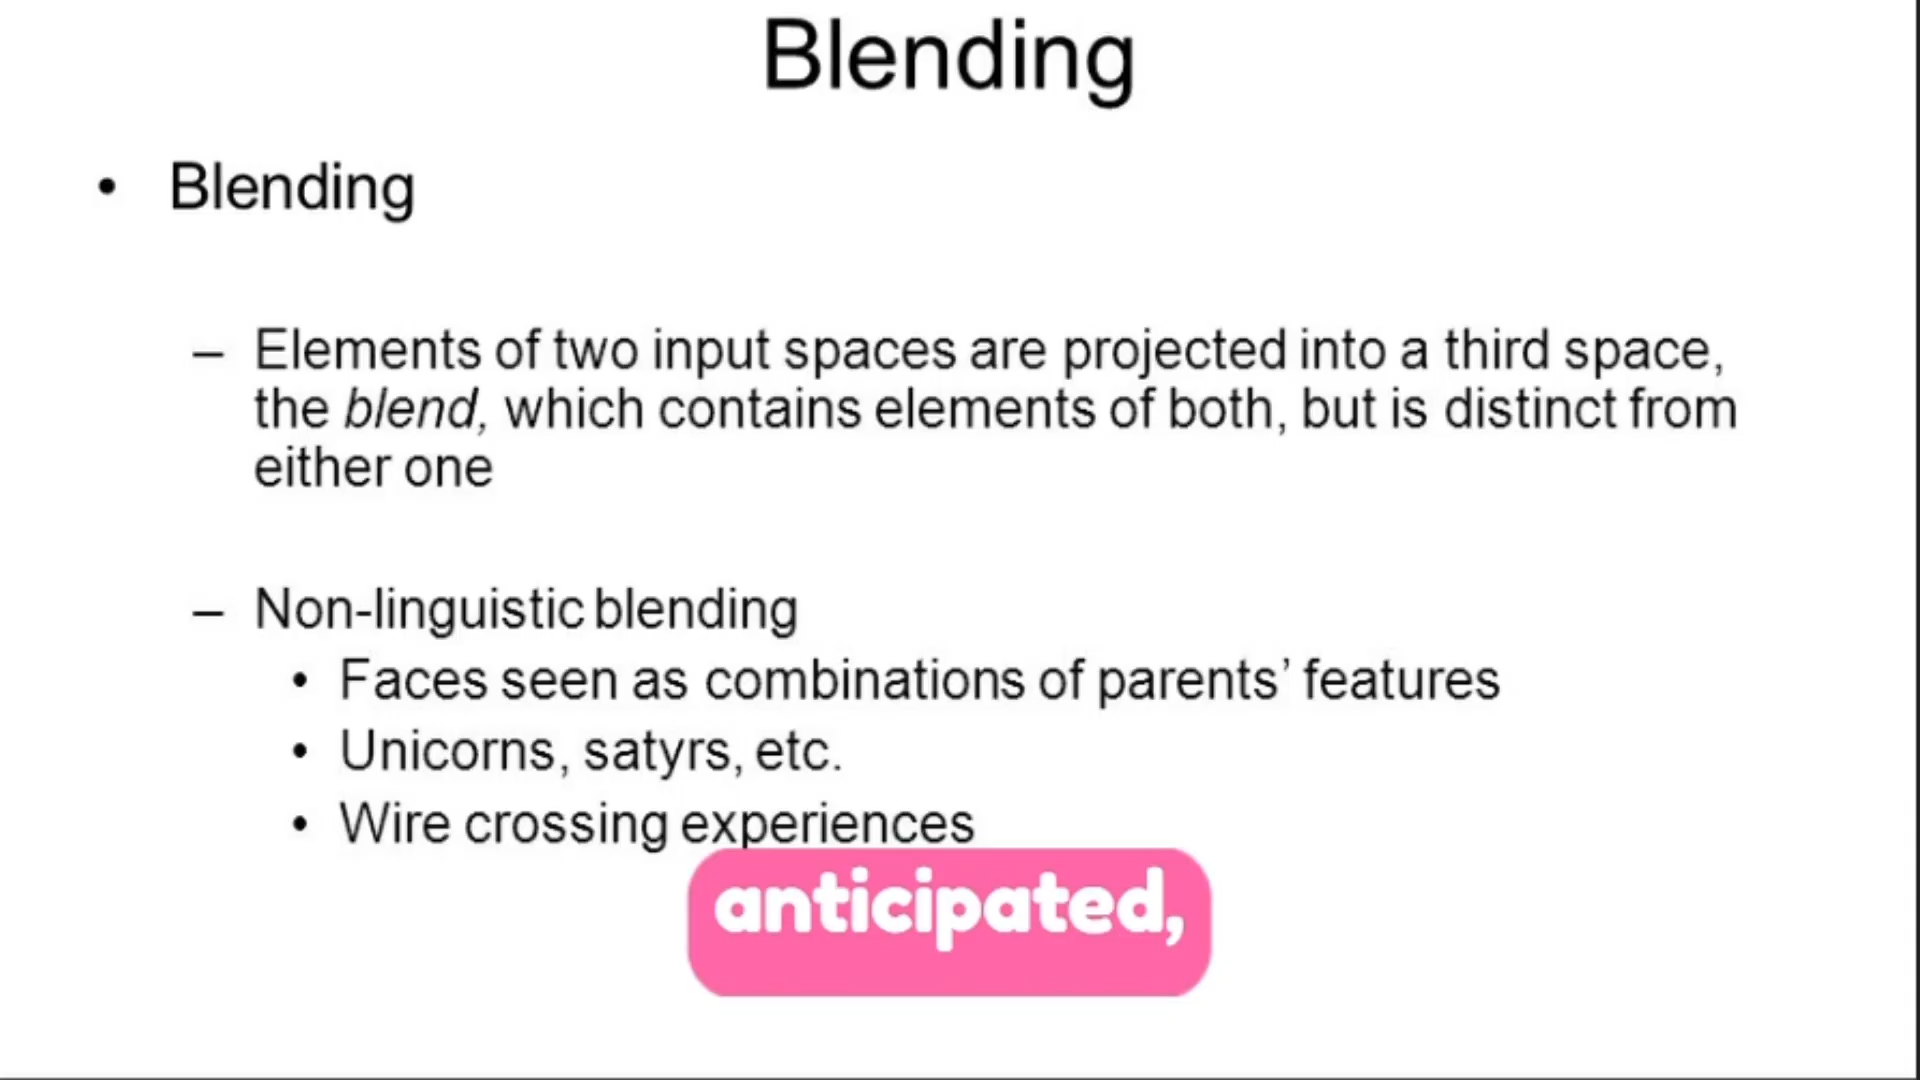 Blending
• Blending
– Elements of two input spaces are projected into a third space,
the blend, which contains elements of both, but is distinct from
either one
– Non-linguistic blending
• Faces seen as combinations of parents’ features
• Unicorns, satyrs, etc.
• Wire crossing experiences
anticipated,